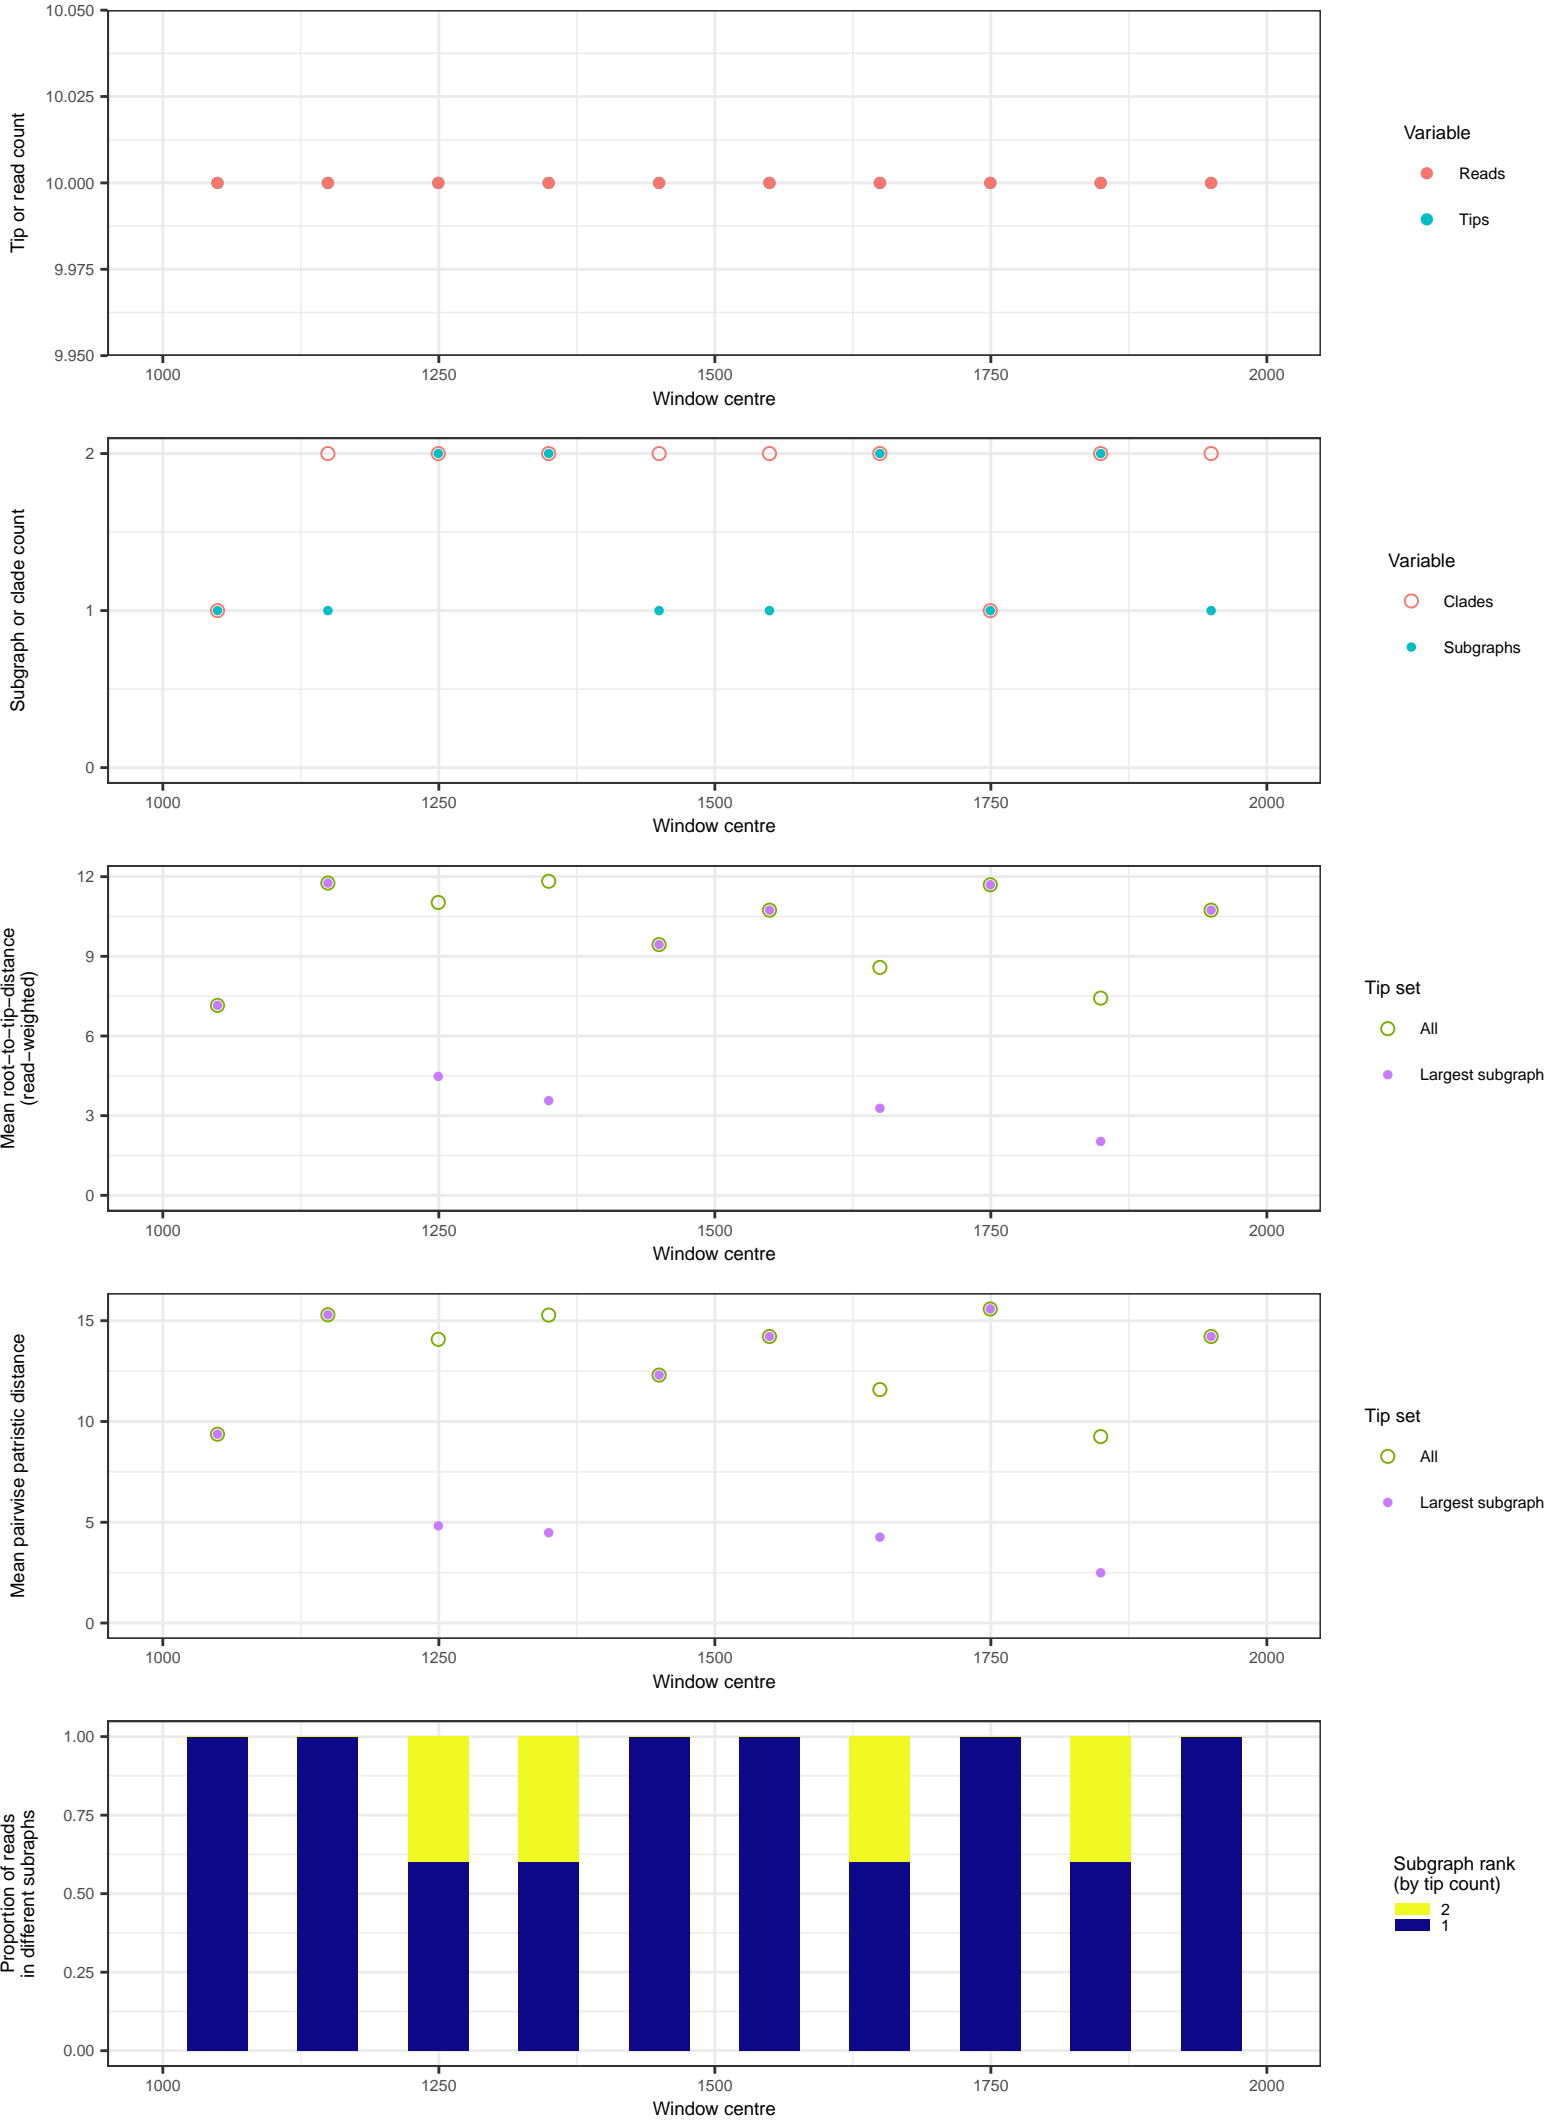 10.050
10.025
10.000
9.975
9.950
Tip or read count
1000 1250 1500 1750 2000
Window centre
Variable
Reads
Tips
2
1
0
Subgraph or clade count
1000 1250 1500 1750 2000
Window centre
Variable
Clades
Subgraphs
12
9
6
3
0
Mean root−to−tip−distance
(read−weighted)
1000 1250 1500 1750 2000
Window centre
Tip set
All
Largest subgraph
15
10
5
0
Mean pairwise patristic distance
1000 1250 1500 1750 2000
Window centre
Tip set
All
Largest subgraph
1.00
0.75
0.50
0.25
0.00
Proportion of reads
in different subraphs
1000 1250 1500 1750 2000
Window centre
Subgraph rank
(by tip count)
2
1